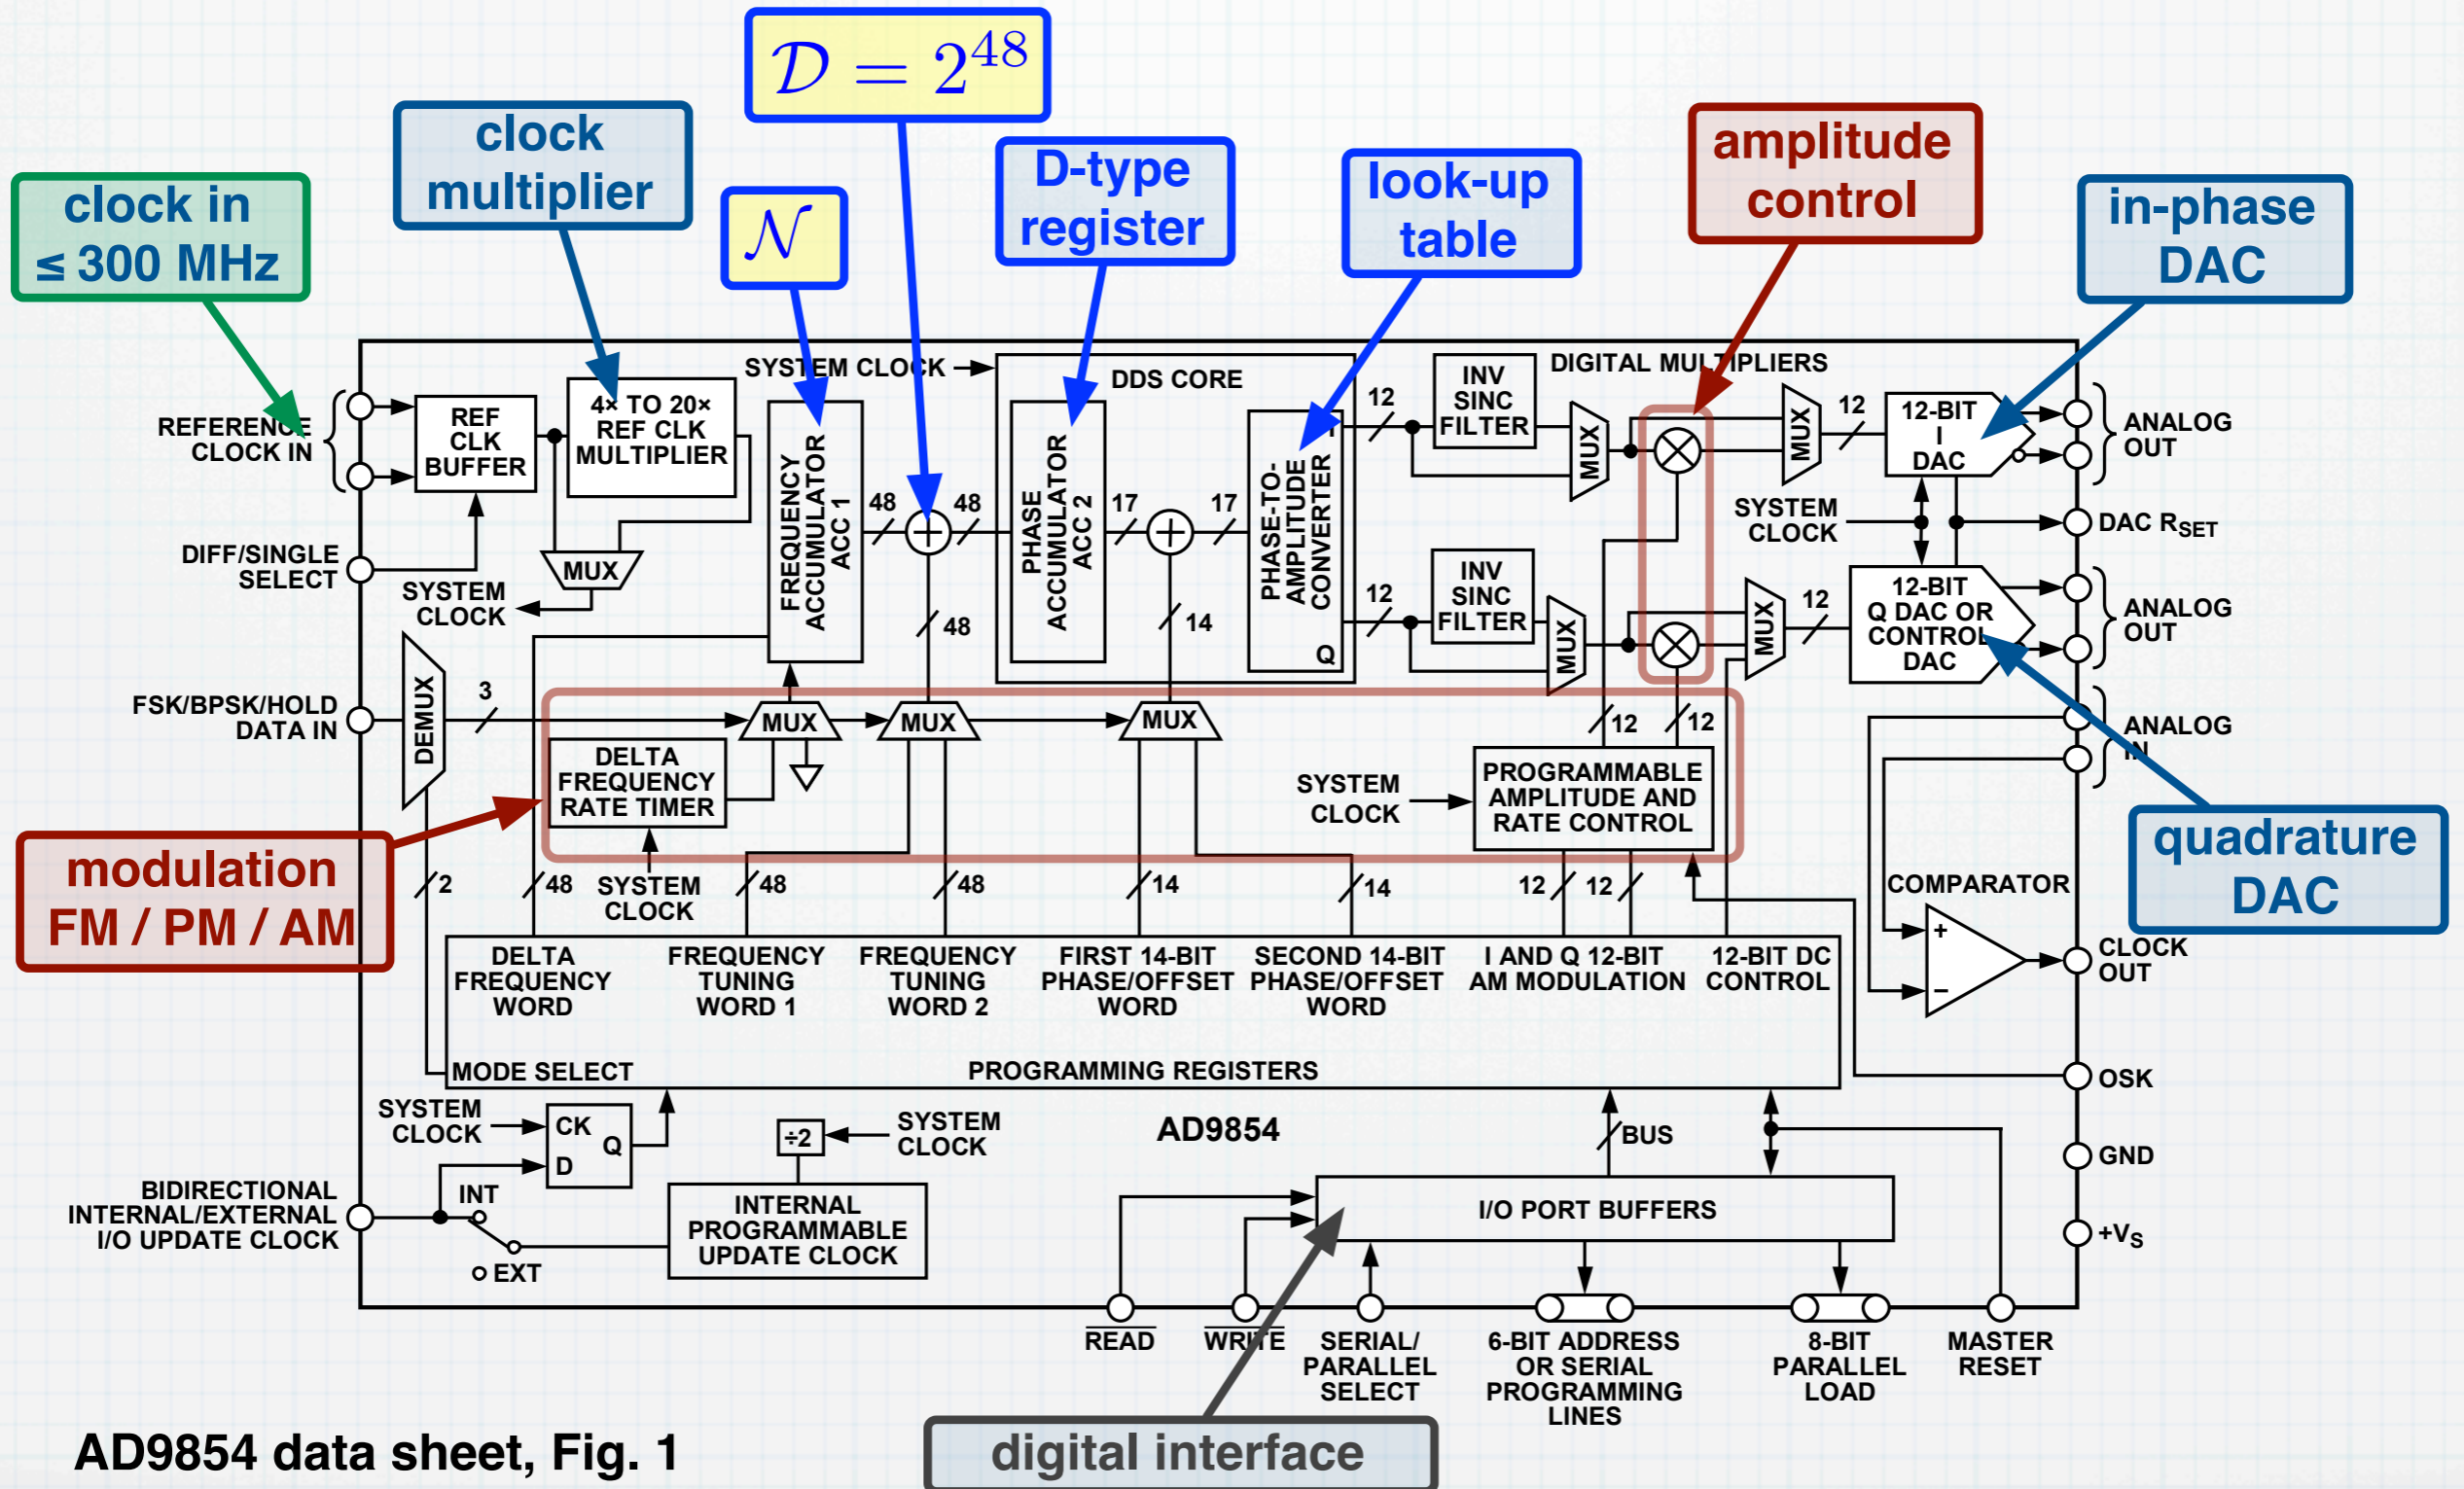 𝒟 = 2^48
clock
multiplier
D-type
register
look-up
table
amplitude
control
clock in
≤ 300 MHz
𝒩
in-phase
DAC
SYSTEM CLOCK
DDS CORE
DIGITAL MULTIPLIERS
REFERENCE
CLOCK IN
REF
CLK
BUFFER
4× TO 20×
REF CLK
MULTIPLIER
FREQUENCY
ACCUMULATOR
ACC 1
48
48
48
PHASE
ACCUMULATOR
ACC 2
17
17
14
PHASE-TO-
AMPLITUDE
CONVERTER
I
Q
12
INV
SINC
FILTER
MUX
MUX
12
12-BIT
I
DAC
ANALOG
OUT
SYSTEM
CLOCK
DAC RSET
DIFF/SINGLE
SELECT
MUX
SYSTEM
CLOCK
12
INV
SINC
FILTER
MUX
MUX
12
12-BIT
Q DAC OR
CONTROL
DAC
ANALOG
OUT
FSK/BPSK/HOLD
DATA IN
DEMUX
3
MUX
MUX
MUX
12
12
ANALOG
IN
DELTA
FREQUENCY
RATE TIMER
SYSTEM
CLOCK
PROGRAMMABLE
AMPLITUDE AND
RATE CONTROL
modulation
FM / PM / AM
quadrature
DAC
2
48
SYSTEM
CLOCK
48
48
14
14
12
12
COMPARATOR
+
−
CLOCK
OUT
DELTA
FREQUENCY
WORD
FREQUENCY
TUNING
WORD 1
FREQUENCY
TUNING
WORD 2
FIRST 14-BIT
PHASE/OFFSET
WORD
SECOND 14-BIT
PHASE/OFFSET
WORD
I AND Q 12-BIT
AM MODULATION
12-BIT DC
CONTROL
MODE SELECT
PROGRAMMING REGISTERS
OSK
SYSTEM
CLOCK
CK
Q
D
÷2
SYSTEM
CLOCK
AD9854
BUS
GND
BIDIRECTIONAL
INTERNAL/EXTERNAL
I/O UPDATE CLOCK
INT
EXT
INTERNAL
PROGRAMMABLE
UPDATE CLOCK
I/O PORT BUFFERS
+VS
READ
WRITE
SERIAL/
PARALLEL
SELECT
6-BIT ADDRESS
OR SERIAL
PROGRAMMING
LINES
8-BIT
PARALLEL
LOAD
MASTER
RESET
AD9854 data sheet, Fig. 1
digital interface